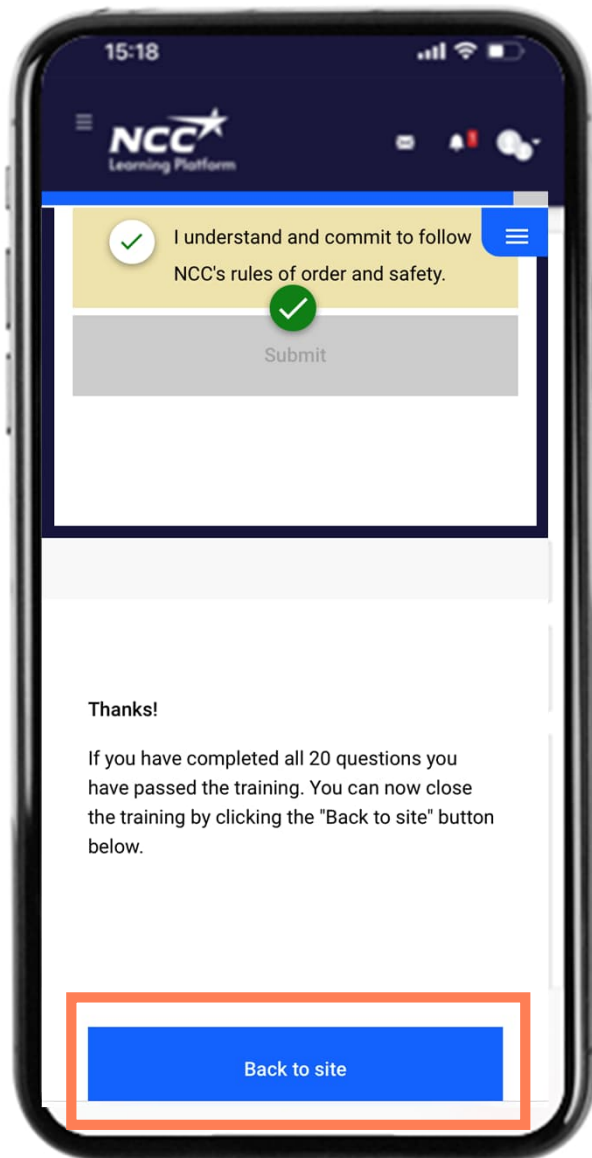 15:18
NCC
Learning Platform
I understand and commit to follow
NCC's rules of order and safety.
Submit
Thanks!
If you have completed all 20 questions you
have passed the training. You can now close
the training by clicking the "Back to site" button
below.
Back to site